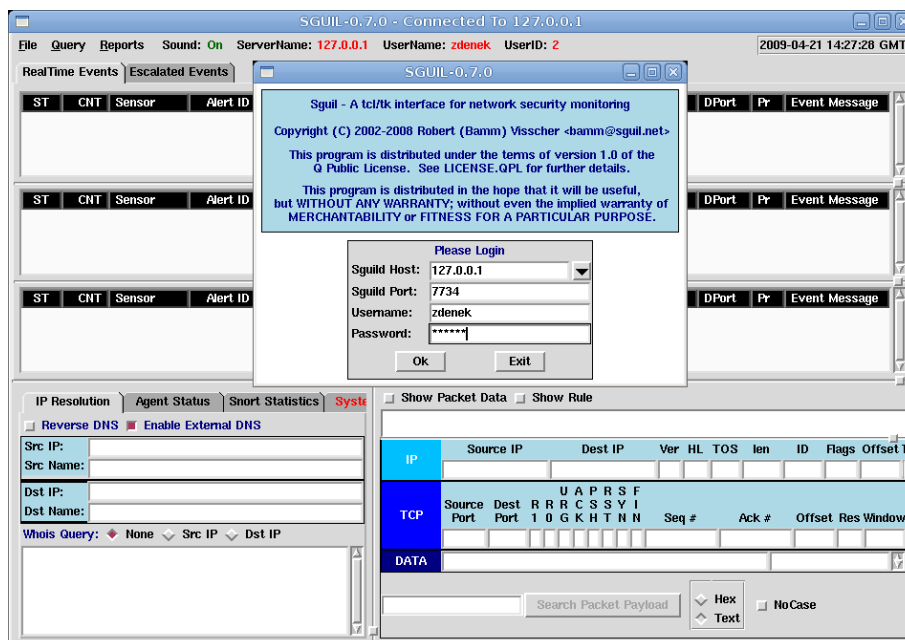 SGUIL-0.7.0 - Connected To 127.0.0.1
File Query Reports Sound: On ServerName: 127.0.0.1 UserName: zdenek UserID: 2 2009-04-21 14:27:28 GMT
RealTime Events Escalated Events
SGUIL-0.7.0
ST CNT Sensor Alert ID DPort Pr Event Message
Sguil - A tcl/tk interface for network security monitoring
Copyright (C) 2002-2008 Robert (Bamm) Visscher <bamm@sguil.net>
This program is distributed under the terms of version 1.0 of the
Q Public License. See LICENSE.QPL for further details.
This program is distributed in the hope that it will be useful,
but WITHOUT ANY WARRANTY; without even the implied warranty of
MERCHANTABILITY or FITNESS FOR A PARTICULAR PURPOSE.
ST CNT Sensor Alert ID DPort Pr Event Message
Please Login
Sguild Host: 127.0.0.1
Sguild Port: 7734
Username: zdenek
Password: ******
Ok Exit
ST CNT Sensor Alert ID DPort Pr Event Message
IP Resolution Agent Status Snort Statistics Syste
Reverse DNS Enable External DNS
Src IP:
Src Name:
Dst IP:
Dst Name:
Whois Query: None Src IP Dst IP
Show Packet Data Show Rule
IP Source IP Dest IP Ver HL TOS len ID Flags Offset T
TCP Source Port Dest Port R 1 R 0 U R G A C K P S H R S T S Y N F I N Seq # Ack # Offset Res Window
DATA
Search Packet Payload Hex Text NoCase